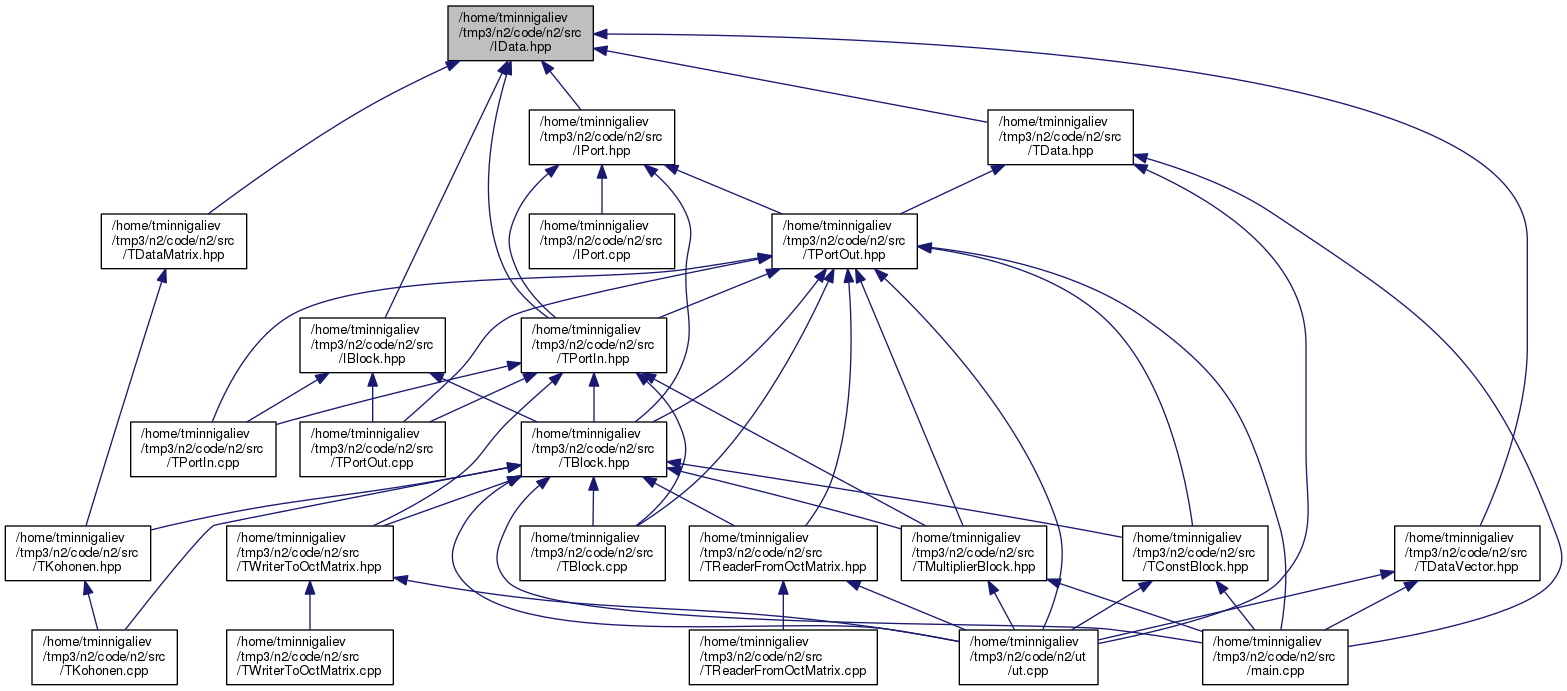 /home/tminnigaliev
/tmp3/n2/code/n2/src
/IData.hpp
/home/tminnigaliev
/tmp3/n2/code/n2/src
/IPort.hpp
/home/tminnigaliev
/tmp3/n2/code/n2/src
/TData.hpp
/home/tminnigaliev
/tmp3/n2/code/n2/src
/TDataMatrix.hpp
/home/tminnigaliev
/tmp3/n2/code/n2/src
/IPort.cpp
/home/tminnigaliev
/tmp3/n2/code/n2/src
/TPortOut.hpp
/home/tminnigaliev
/tmp3/n2/code/n2/src
/IBlock.hpp
/home/tminnigaliev
/tmp3/n2/code/n2/src
/TPortIn.hpp
/home/tminnigaliev
/tmp3/n2/code/n2/src
/TPortIn.cpp
/home/tminnigaliev
/tmp3/n2/code/n2/src
/TPortOut.cpp
/home/tminnigaliev
/tmp3/n2/code/n2/src
/TBlock.hpp
/home/tminnigaliev
/tmp3/n2/code/n2/src
/TKohonen.hpp
/home/tminnigaliev
/tmp3/n2/code/n2/src
/TWriterToOctMatrix.hpp
/home/tminnigaliev
/tmp3/n2/code/n2/src
/TBlock.cpp
/home/tminnigaliev
/tmp3/n2/code/n2/src
/TReaderFromOctMatrix.hpp
/home/tminnigaliev
/tmp3/n2/code/n2/src
/TMultiplierBlock.hpp
/home/tminnigaliev
/tmp3/n2/code/n2/src
/TConstBlock.hpp
/home/tminnigaliev
/tmp3/n2/code/n2/src
/TDataVector.hpp
/home/tminnigaliev
/tmp3/n2/code/n2/src
/TKohonen.cpp
/home/tminnigaliev
/tmp3/n2/code/n2/src
/TWriterToOctMatrix.cpp
/home/tminnigaliev
/tmp3/n2/code/n2/src
/TReaderFromOctMatrix.cpp
/home/tminnigaliev
/tmp3/n2/code/n2/ut
/ut.cpp
/home/tminnigaliev
/tmp3/n2/code/n2/src
/main.cpp